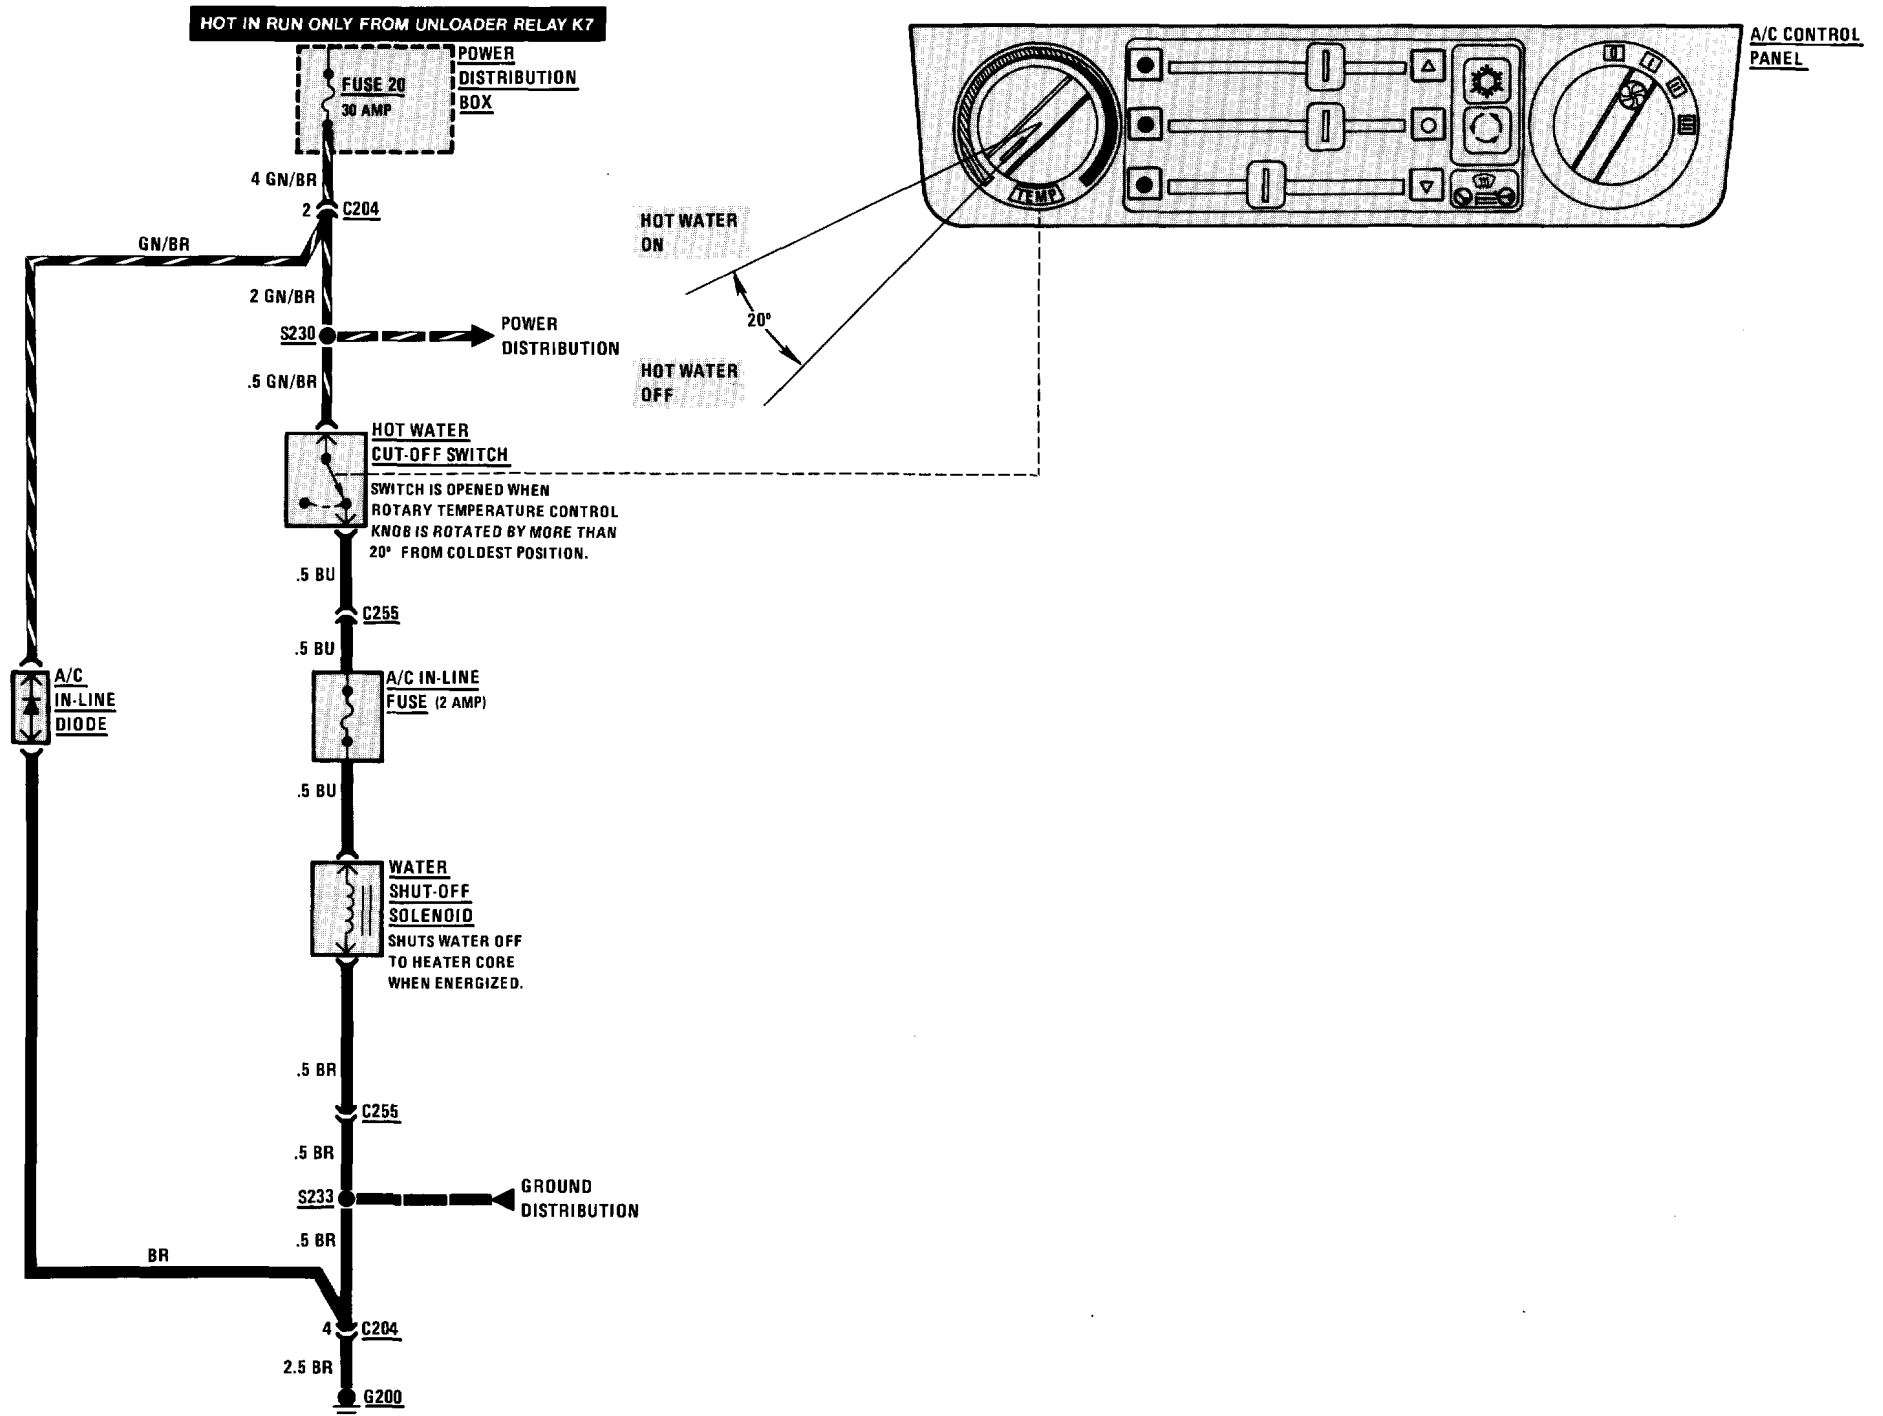 HOT IN RUN ONLY FROM UNLOADER RELAY K7
POWER
DISTRIBUTION
BOX
FUSE 20
30 AMP
4 GN/BR
2
C204
GN/BR
2 GN/BR
S230
POWER
DISTRIBUTION
.5 GN/BR
HOT WATER
CUT-OFF SWITCH
SWITCH IS OPENED WHEN
ROTARY TEMPERATURE CONTROL
KNOB IS ROTATED BY MORE THAN
20° FROM COLDEST POSITION.
.5 BU
C255
.5 BU
A/C IN-LINE
FUSE (2 AMP)
A/C
IN-LINE
DIODE
.5 BU
WATER
SHUT-OFF
SOLENOID
SHUTS WATER OFF
TO HEATER CORE
WHEN ENERGIZED.
.5 BR
C255
.5 BR
S233
GROUND
DISTRIBUTION
.5 BR
BR
4
C204
2.5 BR
G200
HOT WATER
ON
20°
HOT WATER
OFF
A/C CONTROL
PANEL
TEMP
0
I
II
III